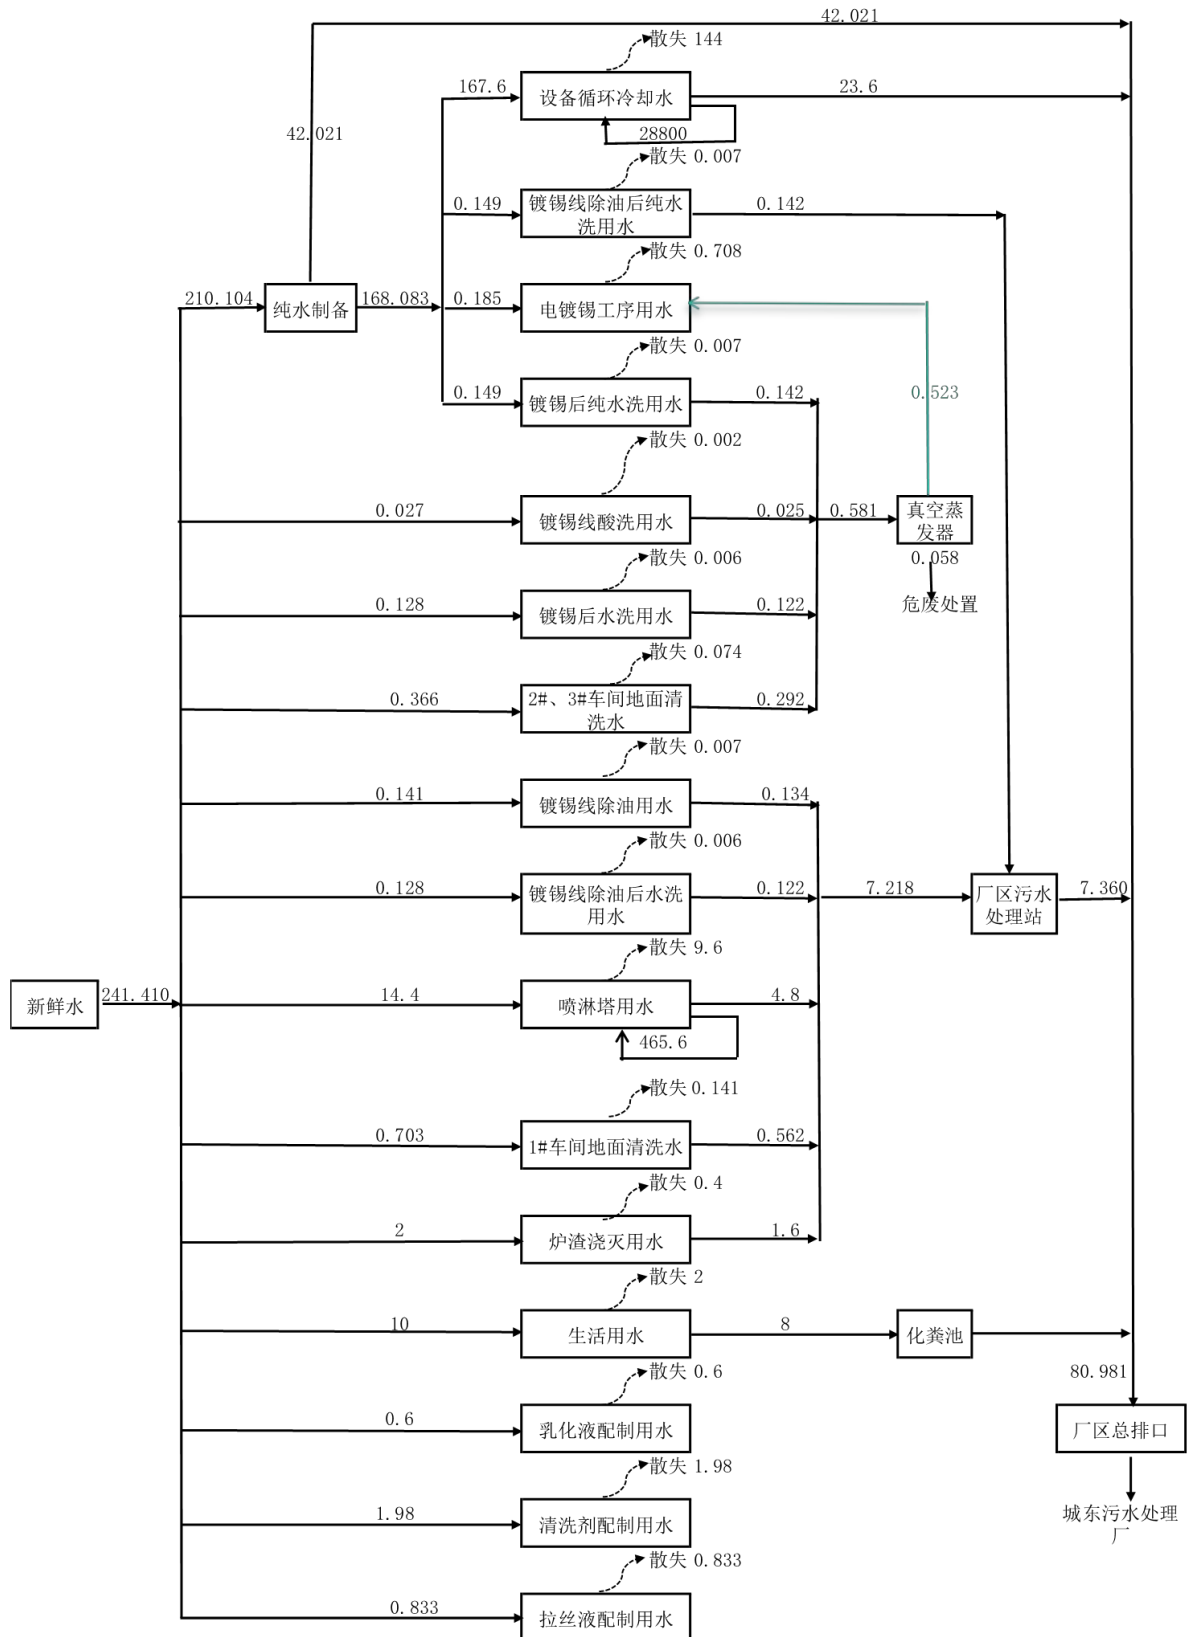 42.021
散失 144
167.6
设备循环冷却水
23.6
42.021
28800
散失 0.007
0.149
镀锡线除油后纯水
洗用水
0.142
散失 0.708
210.104
纯水制备
168.083
0.185
电镀锡工序用水
散失 0.007
0.149
镀锡后纯水洗用水
0.142
0.523
散失 0.002
0.027
镀锡线酸洗用水
0.025
0.581
真空蒸
发器
散失 0.006
0.058
危废处置
0.128
镀锡后水洗用水
0.122
散失 0.074
0.366
2#、3#车间地面清
洗水
0.292
散失 0.007
0.141
镀锡线除油用水
0.134
散失 0.006
0.128
镀锡线除油后水洗
用水
0.122
7.218
厂区污水
处理站
7.360
散失 9.6
新鲜水
241.410
14.4
喷淋塔用水
4.8
465.6
散失 0.141
0.703
1#车间地面清洗水
0.562
散失 0.4
2
炉渣浇灭用水
1.6
散失 2
10
生活用水
8
化粪池
散失 0.6
80.981
0.6
乳化液配制用水
厂区总排口
散失 1.98
1.98
清洗剂配制用水
城东污水处理
厂
散失 0.833
0.833
拉丝液配制用水